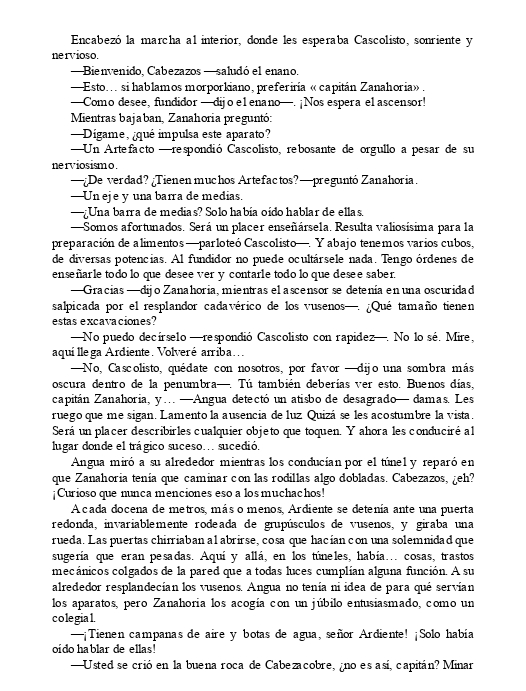 Encabezó la marcha al interior, donde les esperaba Cascolisto, sonriente y
nervioso.
—Bienvenido, Cabezazos —saludó el enano.
—Esto… si hablamos morporkiano, preferiría «capitán Zanahoria».
—Como desee, fundidor —dijo el enano—. ¡Nos espera el ascensor!
Mientras bajaban, Zanahoria preguntó:
—Dígame, ¿qué impulsa este aparato?
—Un Artefacto —respondió Cascolisto, rebosante de orgullo a pesar de su
nerviosismo.
—¿De verdad? ¿Tienen muchos Artefactos? —preguntó Zanahoria.
—Un eje y una barra de medias.
—¿Una barra de medias? Solo había oído hablar de ellas.
—Somos afortunados. Será un placer enseñársela. Resulta valiosísima para la
preparación de alimentos —parloteó Cascolisto—. Y abajo tenemos varios cubos,
de diversas potencias. Al fundidor no puede ocultársele nada. Tengo órdenes de
enseñarle todo lo que desee ver y contarle todo lo que desee saber.
—Gracias —dijo Zanahoria, mientras el ascensor se detenía en una oscuridad
salpicada por el resplandor cadavérico de los vusenos—. ¿Qué tamaño tienen
estas excavaciones?
—No puedo decírselo —respondió Cascolisto con rapidez—. No lo sé. Mire,
aquí llega Ardiente. Volveré arriba…
—No, Cascolisto, quédate con nosotros, por favor —dijo una sombra más
oscura dentro de la penumbra—. Tú también deberías ver esto. Buenos días,
capitán Zanahoria, y… —Angua detectó un atisbo de desagrado— damas. Les
ruego que me sigan. Lamento la ausencia de luz. Quizá se les acostumbre la vista.
Será un placer describirles cualquier objeto que toquen. Y ahora les conduciré al
lugar donde el trágico suceso… sucedió.
Angua miró a su alrededor mientras los conducían por el túnel y reparó en
que Zanahoria tenía que caminar con las rodillas algo dobladas. Cabezazos, ¿eh?
¡Curioso que nunca menciones eso a los muchachos!
A cada docena de metros, más o menos, Ardiente se detenía ante una puerta
redonda, invariablemente rodeada de grupúsculos de vusenos, y giraba una
rueda. Las puertas chirriaban al abrirse, cosa que hacían con una solemnidad que
sugería que eran pesadas. Aquí y allá, en los túneles, había… cosas, trastos
mecánicos colgados de la pared que a todas luces cumplían alguna función. A su
alrededor resplandecían los vusenos. Angua no tenía ni idea de para qué servían
los aparatos, pero Zanahoria los acogía con un júbilo entusiasmado, como un
colegial.
—¡Tienen campanas de aire y botas de agua, señor Ardiente! ¡Solo había
oído hablar de ellas!
—Usted se crió en la buena roca de Cabezacobre, ¿no es así, capitán? Minar